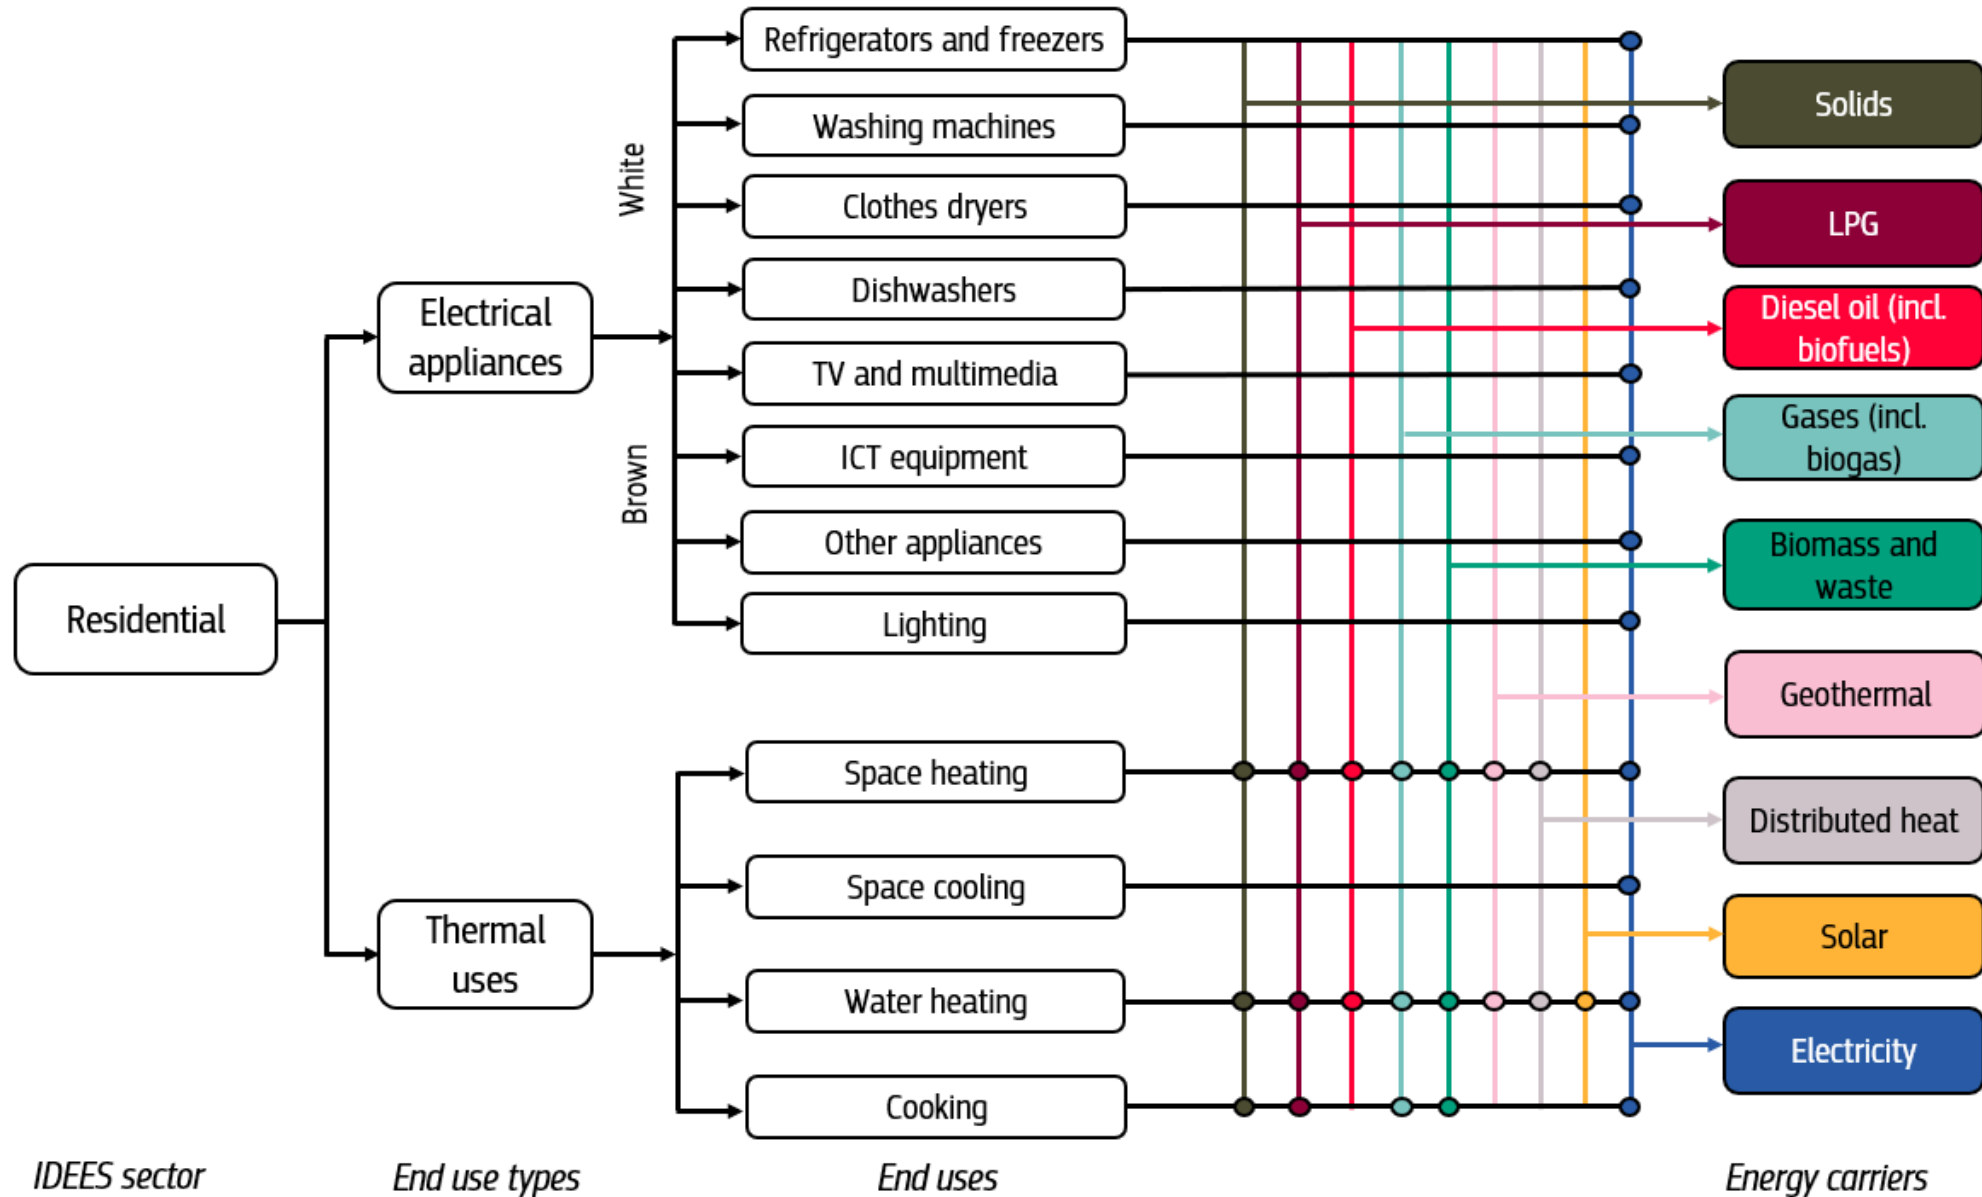 Residential
Electrical
appliances
Thermal
uses
White
Brown
Refrigerators and freezers
Washing machines
Clothes dryers
Dishwashers
TV and multimedia
ICT equipment
Other appliances
Lighting
Space heating
Space cooling
Water heating
Cooking
Solids
LPG
Diesel oil (incl.
biofuels)
Gases (incl.
biogas)
Biomass and
waste
Geothermal
Distributed heat
Solar
Electricity
IDEES sector
End use types
End uses
Energy carriers